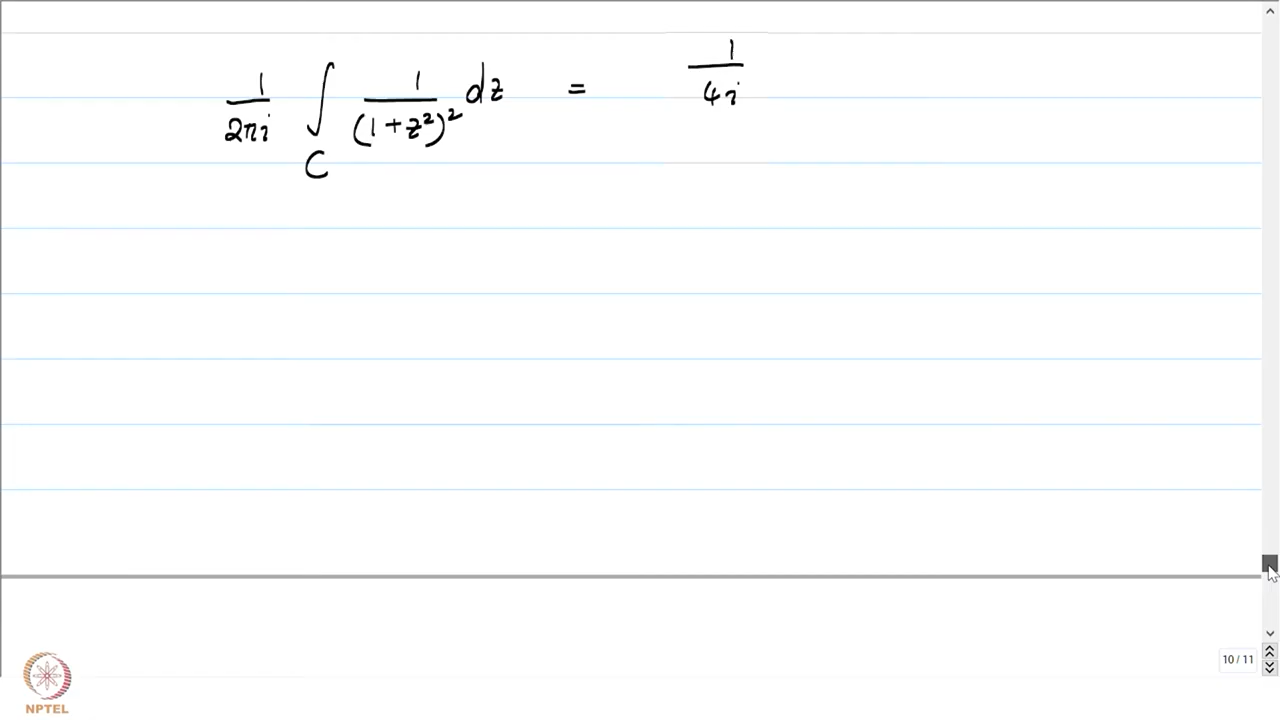 1/2πi ∫_C 1/(1+z²)² dz = 1/4i
10 / 11
NPTEL